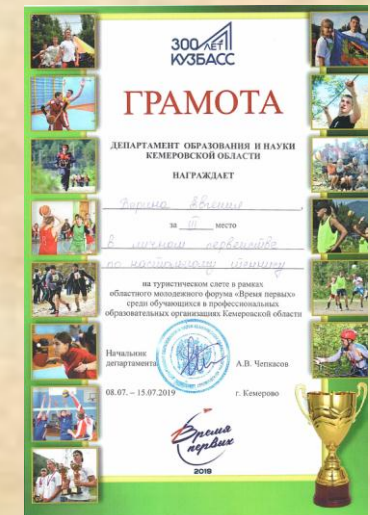 300 ЛЕТ
КУЗБАСС
ГРАМОТА
ДЕПАРТАМЕНТ ОБРАЗОВАНИЯ И НАУКИ
КЕМЕРОВСКОЙ ОБЛАСТИ
НАГРАЖДАЕТ
за III место
в личном первенстве
по настольному теннису
на туристическом слете в рамках
областного молодежного форума «Время первых»
среди обучающихся в профессиональных
образовательных организациях Кемеровской области
Начальник
департамента А.В. Чепкасов
08.07. – 15.07.2019 г. Кемерово
Время
первых
2019